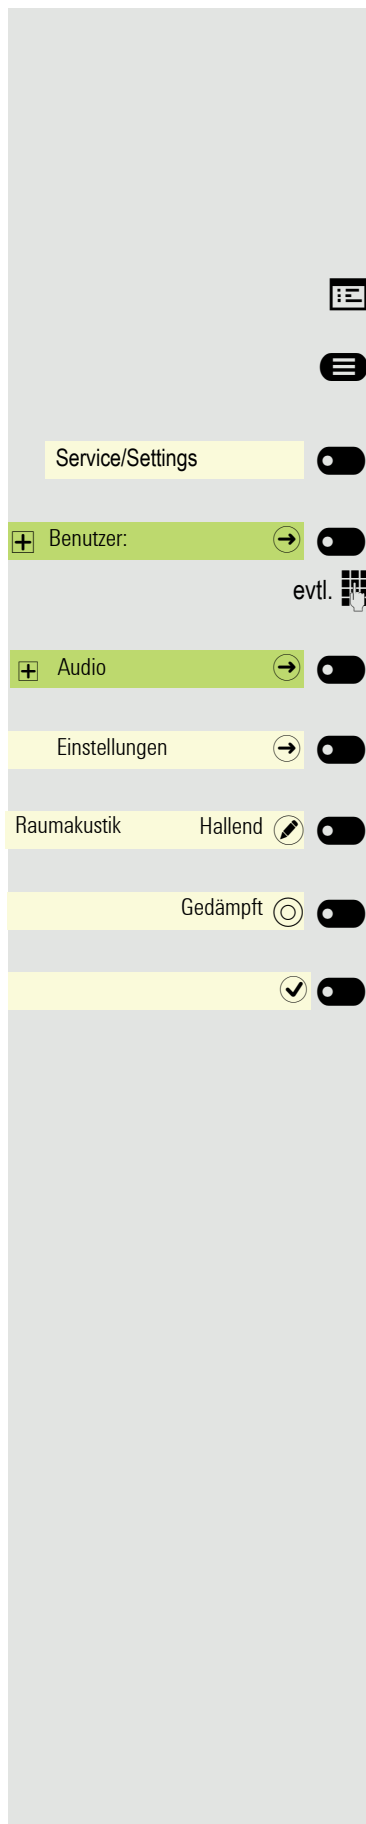 Service/Settings
Benutzer:
evtl.
Audio
Einstellungen
Raumakustik Hallend
Gedämpft